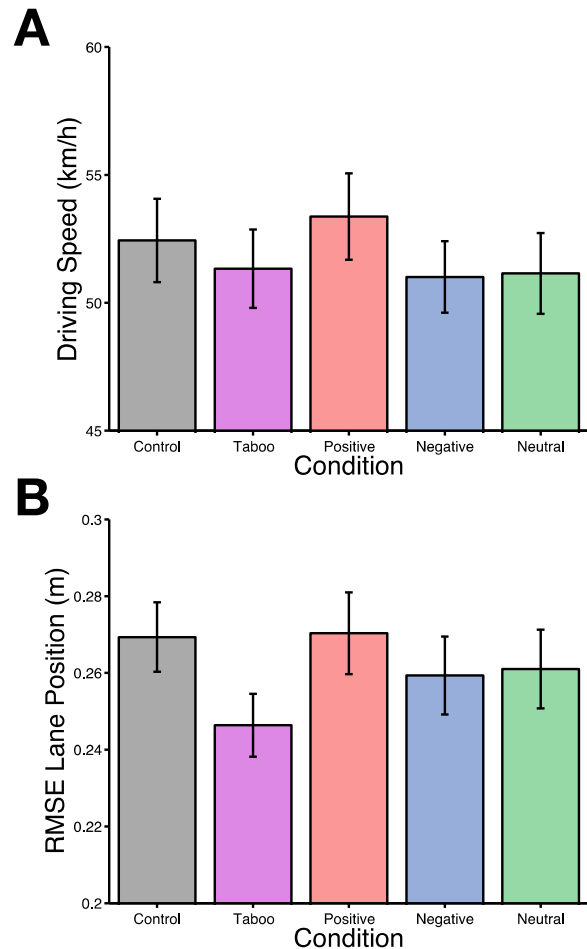 A
Driving Speed (km/h)
60
55
50
45
Control Taboo Positive Negative Neutral
Condition
B
RMSE Lane Position (m)
0.3
0.28
0.26
0.24
0.22
0.2
Control Taboo Positive Negative Neutral
Condition